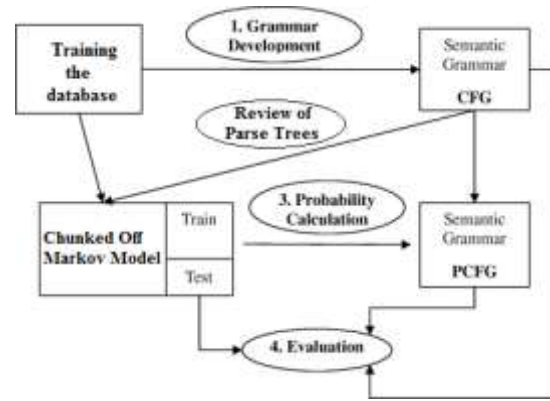 Training
the
database
1. Grammar
Development
Semantic
Grammar
CFG
Review of
Parse Trees
Chunked Off
Markov Model
Train
Test
3. Probability
Calculation
Semantic
Grammar
PCFG
4. Evaluation